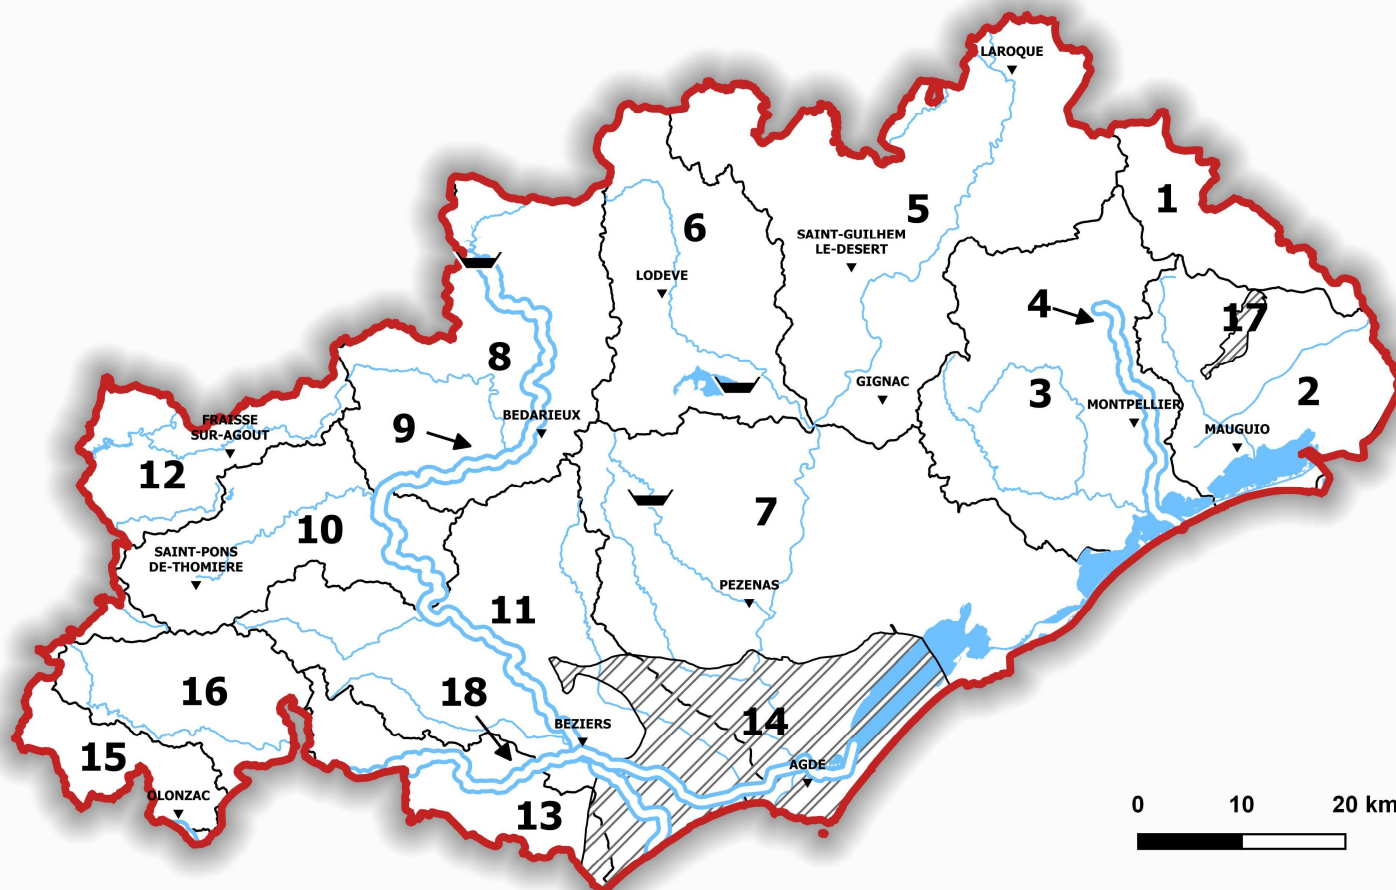 LAROQUE
1
5
6
SAINT-GUILHEM
LE-DESERT
LODEVE
4
17
8
GIGNAC
3
2
MONTPELLIER
BEDARIEUX
FRAISSE
SUR-AGOUT
9
MAUGUIO
12
7
10
SAINT-PONS
DE-THOMIERE
PEZENAS
11
16
18
BEZIERS
14
15
AGDE
OLONZAC
13
0 10 20 km